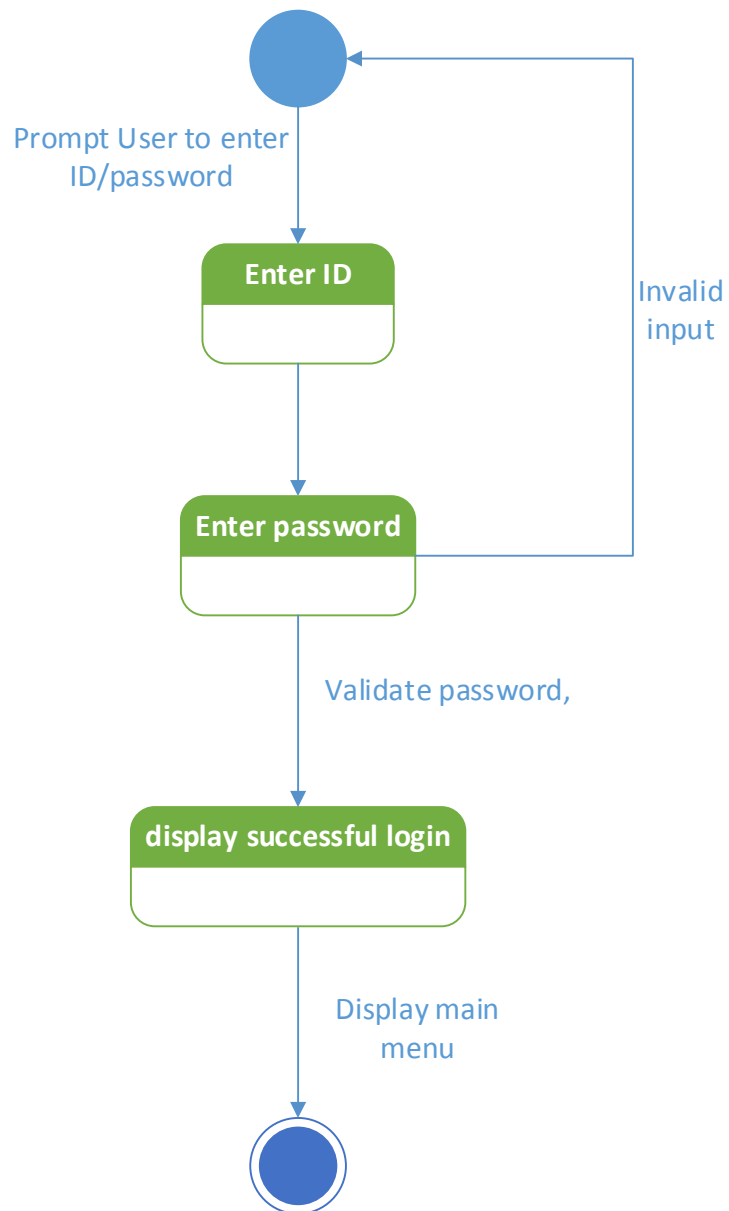 Prompt User to enter
ID/password
Enter ID
Invalid
input
Enter password
Validate password,
display successful login
Display main
menu